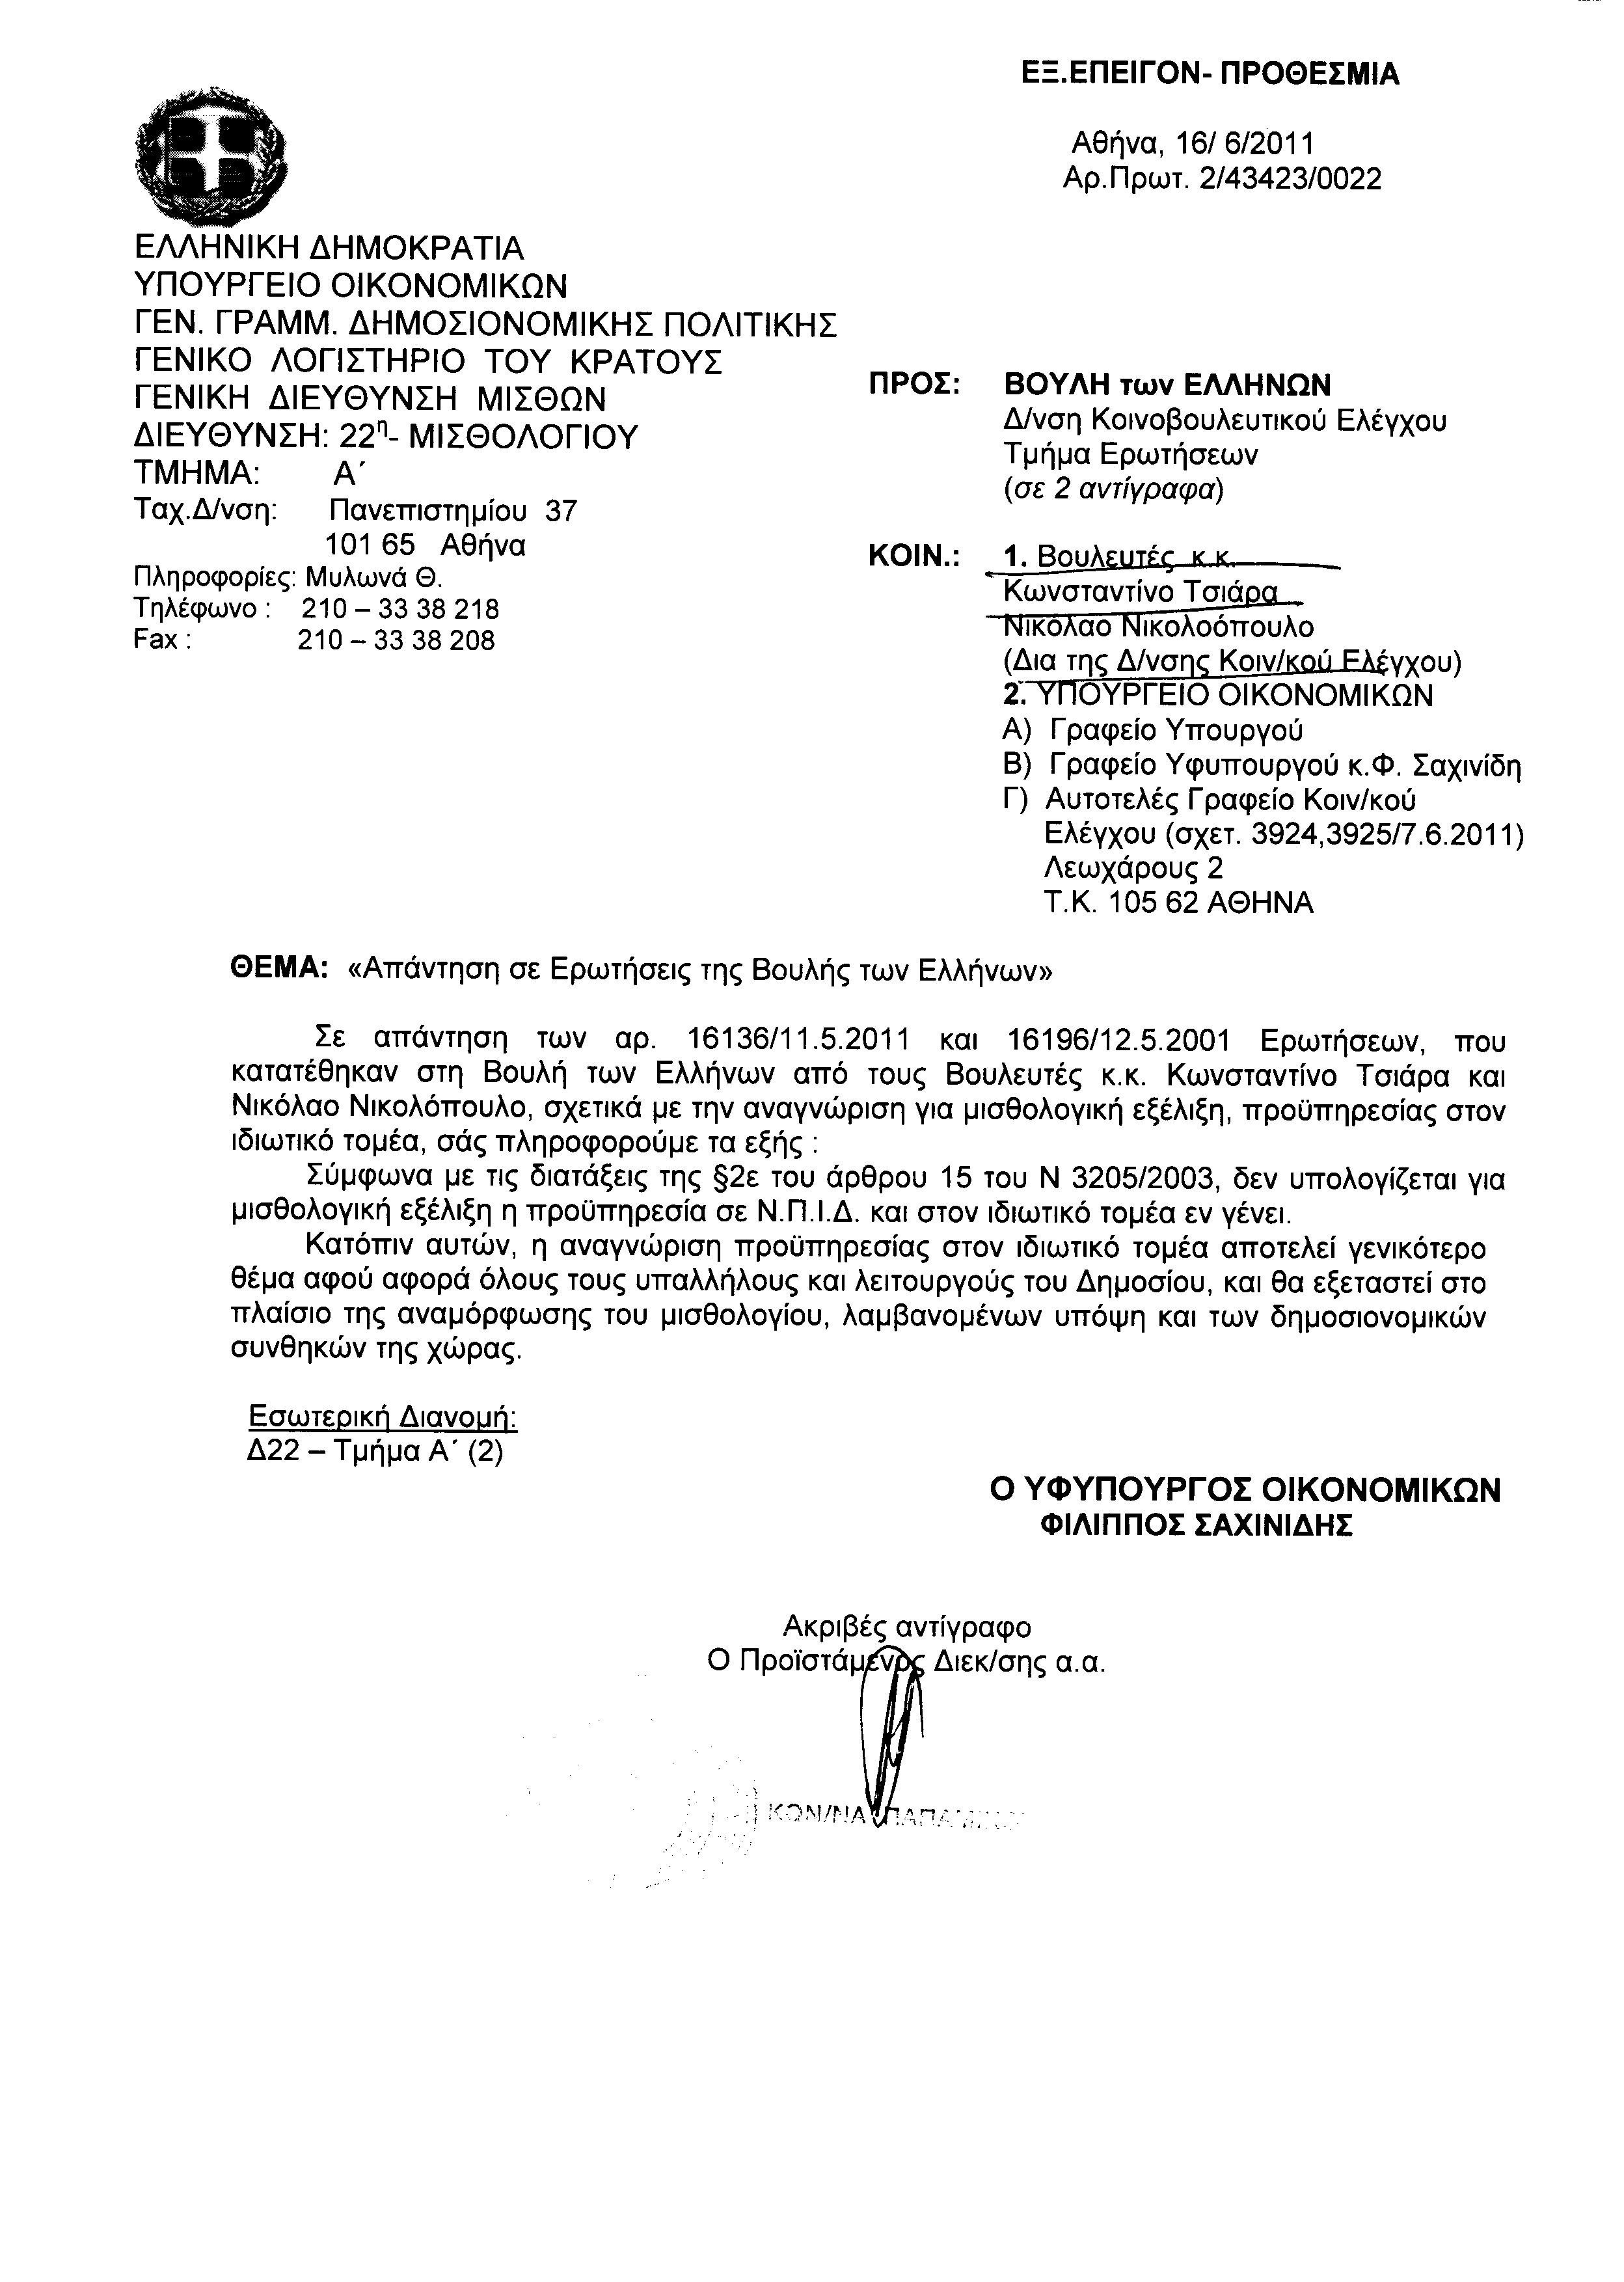 ΕΞ.ΕΠΕΙΓΟΝ- ΠΡΟΘΕΣΜΙΑ
Αθήνα, 16/ 6/2011
Αρ.Πρωτ. 2/43423/0022
ΕΛΛΗΝΙΚΗ ΔΗΜΟΚΡΑΤΙΑ
ΥΠΟΥΡΓΕΙΟ ΟΙΚΟΝΟΜΙΚΩΝ
ΓΕΝ. ΓΡΑΜΜ. ΔΗΜΟΣΙΟΝΟΜΙΚΗΣ ΠΟΛΙΤΙΚΗΣ
ΓΕΝΙΚΟ ΛΟΓΙΣΤΗΡΙΟ ΤΟΥ ΚΡΑΤΟΥΣ
ΓΕΝΙΚΗ ΔΙΕΥΘΥΝΣΗ ΜΙΣΘΩΝ
ΔΙΕΥΘΥΝΣΗ: 22η- ΜΙΣΘΟΛΟΓΙΟΥ
ΤΜΗΜΑ: Α΄
Ταχ.Δ/νση: Πανεπιστημίου 37
101 65 Αθήνα
Πληροφορίες: Μυλωνά Θ.
Τηλέφωνο : 210 – 33 38 218
Fax : 210 – 33 38 208
ΠΡΟΣ: ΒΟΥΛΗ των ΕΛΛΗΝΩΝ
Δ/νση Κοινοβουλευτικού Ελέγχου
Τμήμα Ερωτήσεων
(σε 2 αντίγραφα)
ΚΟΙΝ.: 1. Βουλευτές κ.κ.
Κωνσταντίνο Τσιάρα
Νικόλαο Νικολοόπουλο
(Δια της Δ/νσης Κοιν/κού Ελέγχου)
2. ΥΠΟΥΡΓΕΙΟ ΟΙΚΟΝΟΜΙΚΩΝ
Α) Γραφείο Υπουργού
Β) Γραφείο Υφυπουργού κ.Φ. Σαχινίδη
Γ) Αυτοτελές Γραφείο Κοιν/κού
Ελέγχου (σχετ. 3924,3925/7.6.2011)
Λεωχάρους 2
Τ.Κ. 105 62 ΑΘΗΝΑ
ΘΕΜΑ: «Απάντηση σε Ερωτήσεις της Βουλής των Ελλήνων»
Σε απάντηση των αρ. 16136/11.5.2011 και 16196/12.5.2001 Ερωτήσεων, που
κατατέθηκαν στη Βουλή των Ελλήνων από τους Βουλευτές κ.κ. Κωνσταντίνο Τσιάρα και
Νικόλαο Νικολόπουλο, σχετικά με την αναγνώριση για μισθολογική εξέλιξη, προϋπηρεσίας στον
ιδιωτικό τομέα, σάς πληροφορούμε τα εξής :
Σύμφωνα με τις διατάξεις της §2ε του άρθρου 15 του Ν 3205/2003, δεν υπολογίζεται για
μισθολογική εξέλιξη η προϋπηρεσία σε Ν.Π.Ι.Δ. και στον ιδιωτικό τομέα εν γένει.
Κατόπιν αυτών, η αναγνώριση προϋπηρεσίας στον ιδιωτικό τομέα αποτελεί γενικότερο
θέμα αφού αφορά όλους τους υπαλλήλους και λειτουργούς του Δημοσίου, και θα εξεταστεί στο
πλαίσιο της αναμόρφωσης του μισθολογίου, λαμβανομένων υπόψη και των δημοσιονομικών
συνθηκών της χώρας.
Εσωτερική Διανομή:
Δ22 – Τμήμα Α΄ (2)
Ο ΥΦΥΠΟΥΡΓΟΣ ΟΙΚΟΝΟΜΙΚΩΝ
ΦΙΛΙΠΠΟΣ ΣΑΧΙΝΙΔΗΣ
Ακριβές αντίγραφο
Ο Προϊστάμενος Διεκ/σης α.α.
ΚΩΝ/ΝΑ